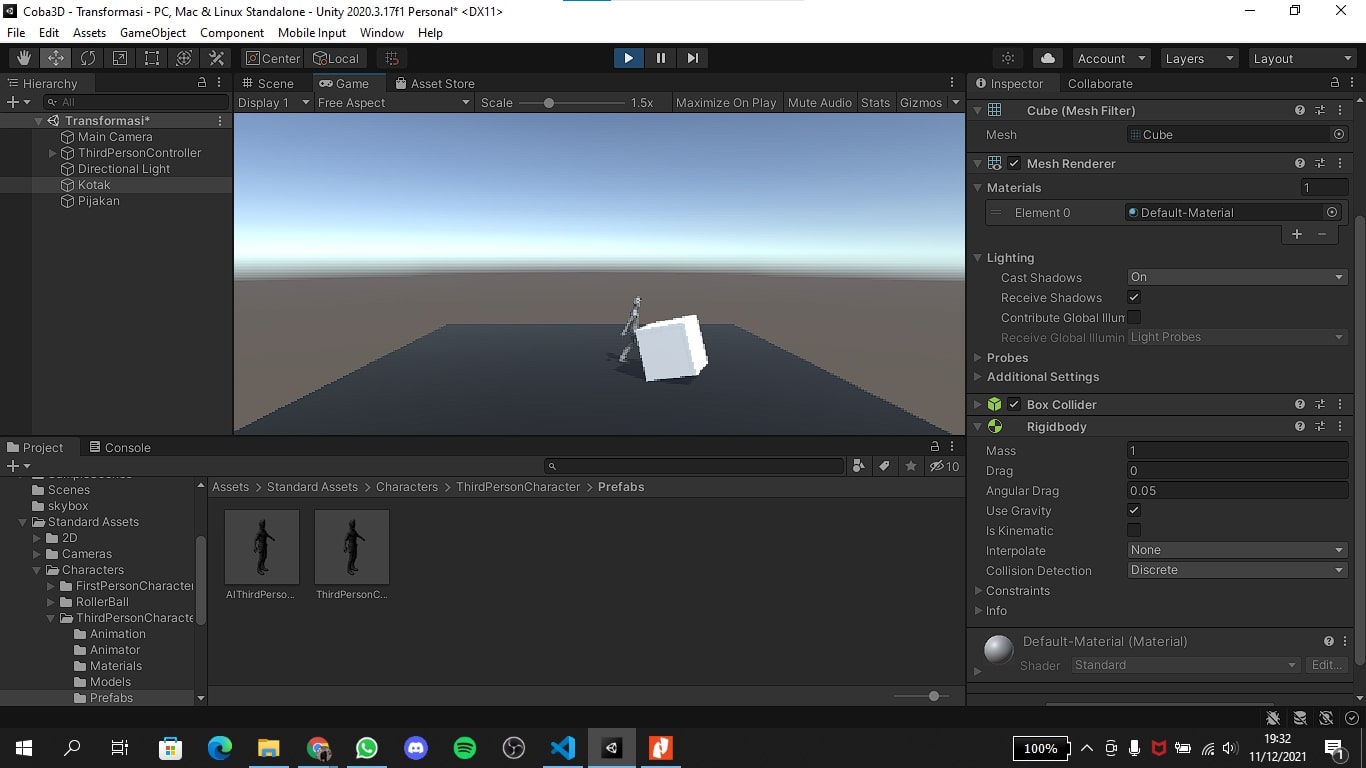 Coba3D - Transformasi - PC, Mac & Linux Standalone - Unity 2020.3.17f1 Personal* <DX11>
File Edit Assets GameObject Component Mobile Input Window Help
Center Local Account Layers Layout
Hierarchy Scene Game Asset Store Inspector Collaborate
All Display 1 Free Aspect Scale 1.5x Maximize On Play Mute Audio Stats Gizmos
Transformasi*
Main Camera
ThirdPersonController
Directional Light
Kotak
Pijakan
Cube (Mesh Filter)
Mesh Cube
Mesh Renderer
Materials 1
Element 0 Default-Material
Lighting
Cast Shadows On
Receive Shadows
Contribute Global Illum
Receive Global Illumin Light Probes
Probes
Additional Settings
Box Collider
Rigidbody
Mass 1
Drag 0
Angular Drag 0.05
Use Gravity
Is Kinematic
Interpolate None
Collision Detection Discrete
Constraints
Info
Default-Material (Material)
Shader Standard Edit...
Project Console
10
Scenes
skybox
Standard Assets
2D
Cameras
Characters
FirstPersonCharacter
RollerBall
ThirdPersonCharacte
Animation
Animator
Materials
Models
Prefabs
Assets > Standard Assets > Characters > ThirdPersonCharacter > Prefabs
AIThirdPerso... ThirdPersonC...
100% 19:32
11/12/2021
1